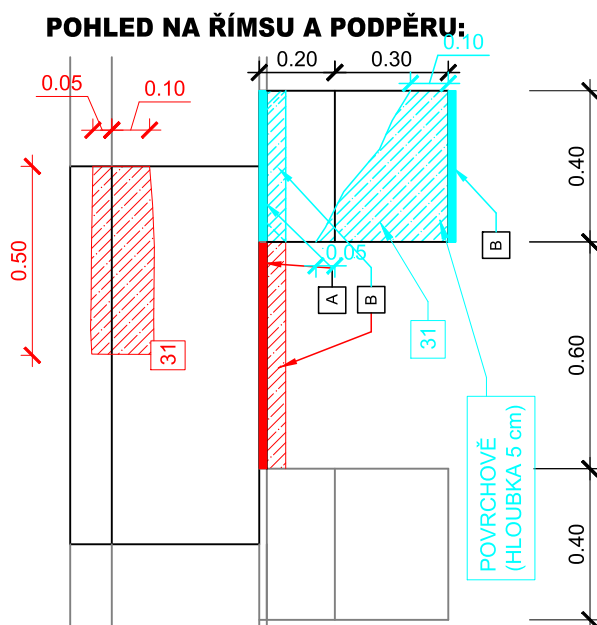 POHLED NA ŘÍMSU A PODPĚRU:
0.10
0.20
0.30
0.05
0.10
0.40
0.50
B
0.05
A
B
31
31
0.60
POVRCHOVĚ
(HLOUBKA 5 cm)
0.40